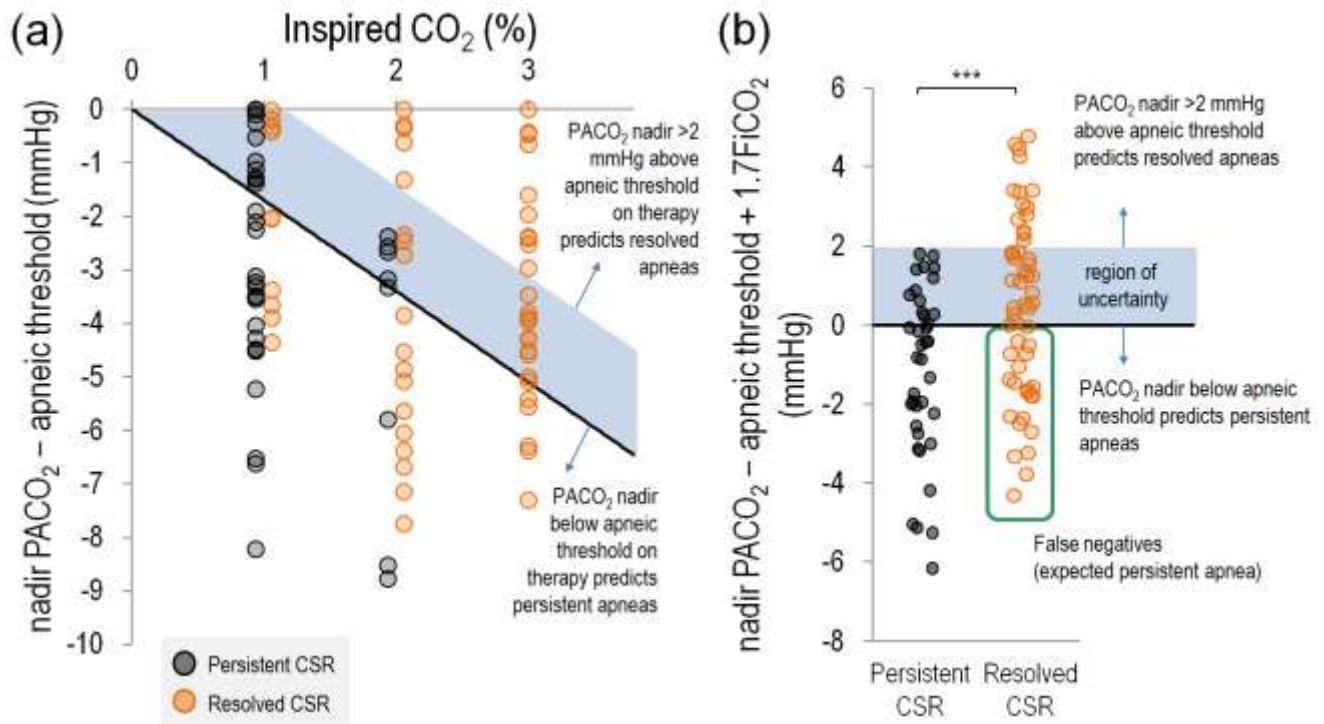 (a)
Inspired CO₂ (%)
0 1 2 3
nadir PACO₂ – apneic threshold (mmHg)
-0
-1
-2
-3
-4
-5
-6
-7
-8
-9
-10
PACO₂ nadir >2
mmHg above
apneic threshold
on therapy
predicts resolved
apneas
PACO₂ nadir
below apneic
threshold on
therapy predicts
persistent apneas
Persistent CSR
Resolved CSR
(b)
nadir PACO₂ – apneic threshold + 1.7FiCO₂
(mmHg)
6
4
2
0
-2
-4
-6
-8
***
PACO₂ nadir >2 mmHg
above apneic threshold
predicts resolved apneas
region of
uncertainty
PACO₂ nadir below apneic
threshold predicts persistent
apneas
False negatives
(expected persistent apnea)
Persistent
CSR
Resolved
CSR